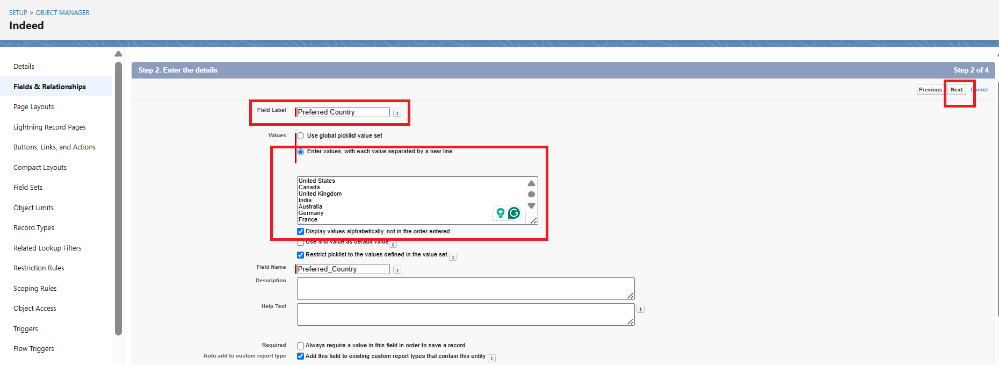 SETUP > OBJECT MANAGER
Indeed
Details
Fields & Relationships
Page Layouts
Lightning Record Pages
Buttons, Links, and Actions
Compact Layouts
Field Sets
Object Limits
Record Types
Related Lookup Filters
Restriction Rules
Scoping Rules
Object Access
Triggers
Flow Triggers
Step 2. Enter the details
Step 2 of 4
Previous Next Cancel
Field Label Preferred Country
Values Use global picklist value set
Enter values, with each value separated by a new line
United States
Canada
United Kingdom
India
Australia
Germany
France
Display values alphabetically, not in the order entered
Use first value as default value
Restrict picklist to the values defined in the value set
Field Name Preferred_Country
Description
Help Text
Required Always require a value in this field in order to save a record
Auto add to custom report type Add this field to existing custom report types that contain this entity